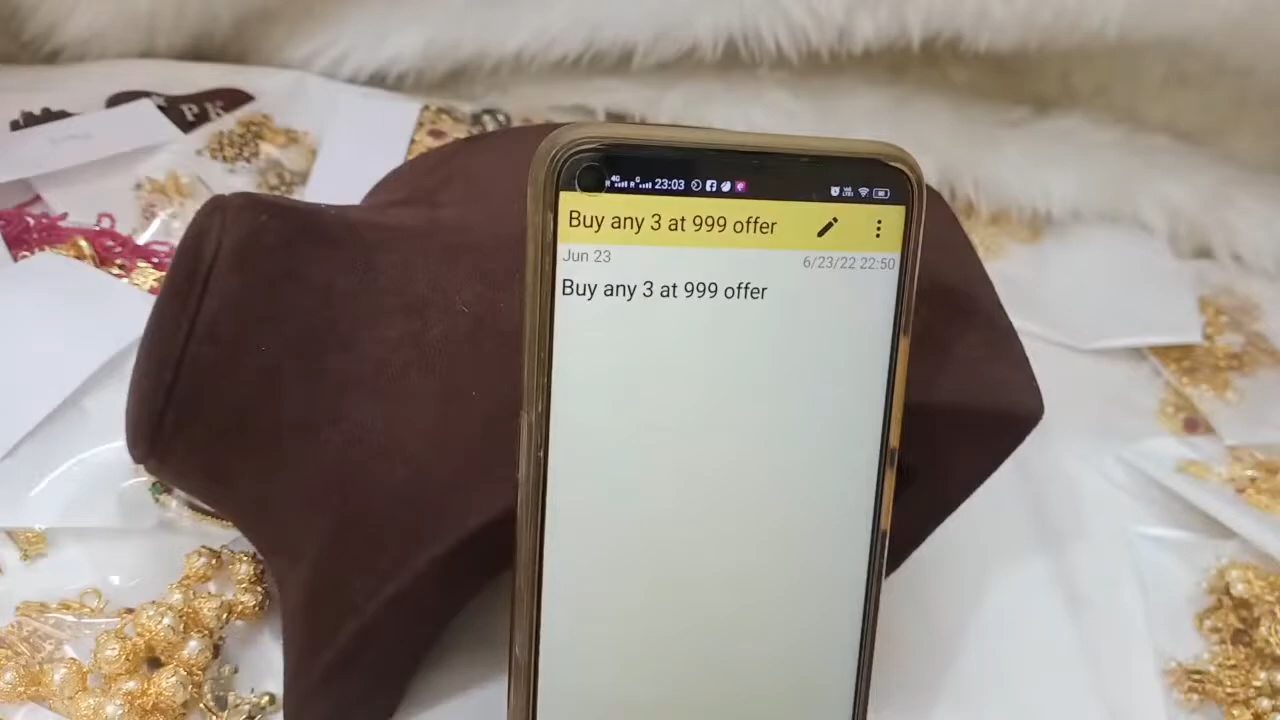 PK
4G R G 23:03
Buy any 3 at 999 offer
Jun 23 6/23/22 22:50
Buy any 3 at 999 offer